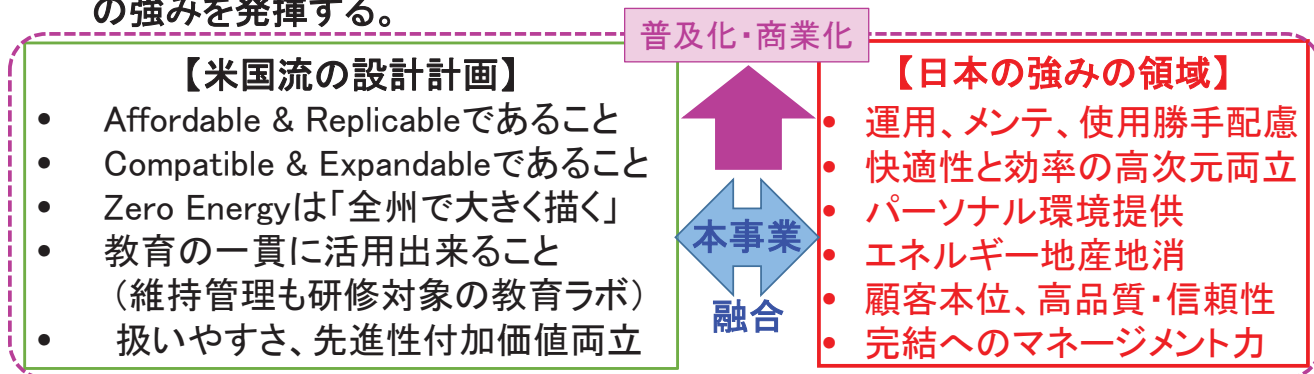 の強みを発揮する。
普及化・商業化
【米国流の設計計画】
• Affordable & Replicableであること
• Compatible & Expandableであること
• Zero Energyは「全州で大きく描く」
• 教育の一貫に活用出来ること
（維持管理も研修対象の教育ラボ）
• 扱いやすさ、先進性付加価値両立
本事業
融合
【日本の強みの領域】
• 運用、メンテ、使用勝手配慮
• 快適性と効率の高次元両立
• パーソナル環境提供
• エネルギー地産地消
• 顧客本位、高品質・信頼性
• 完結へのマネージメント力